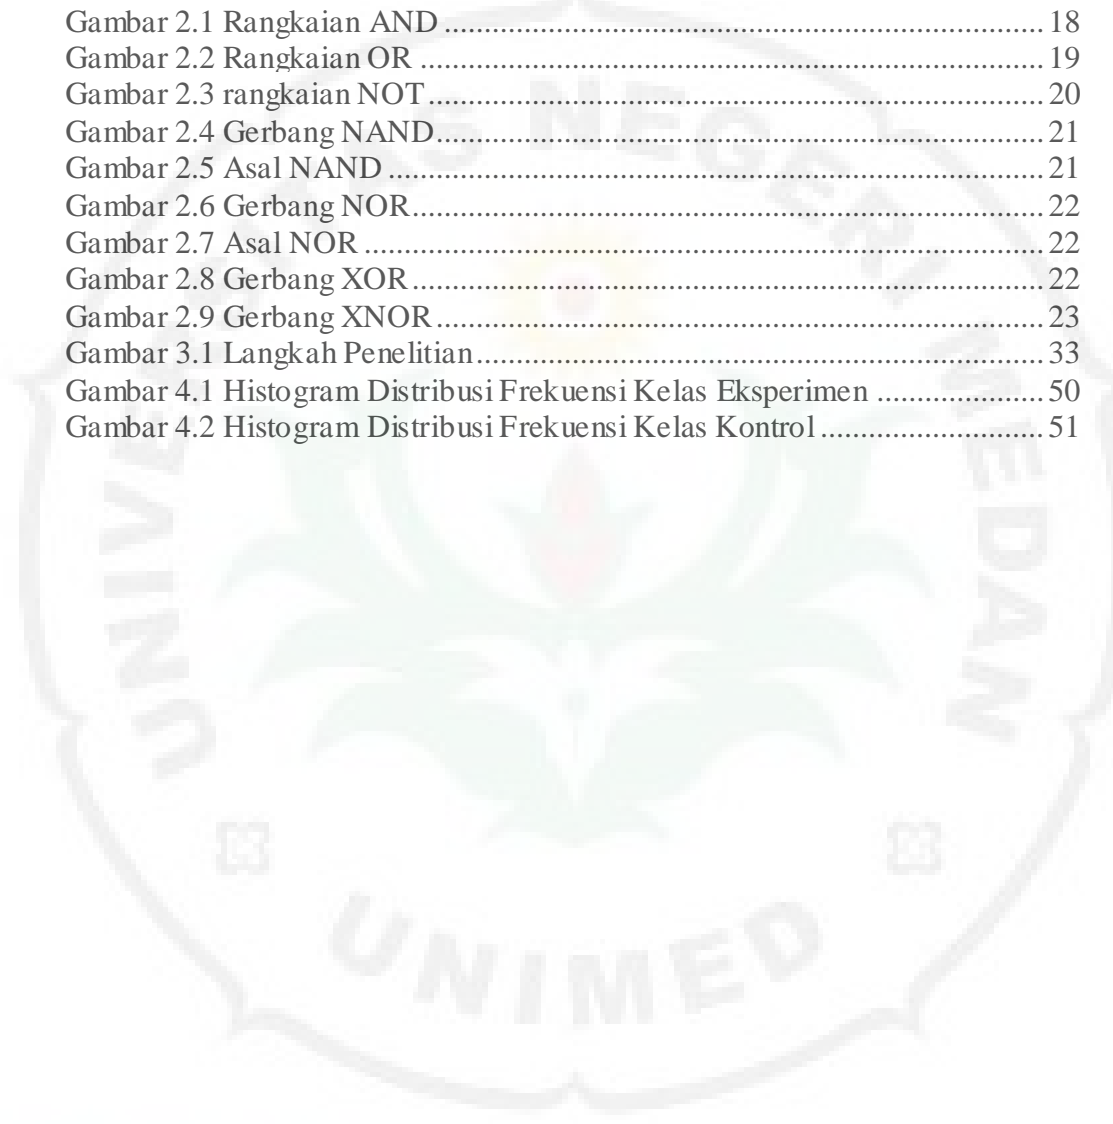 Gambar 2.1 Rangkaian AND ........................................................................... 18
Gambar 2.2 Rangkaian OR .............................................................................. 19
Gambar 2.3 rangkaian NOT ............................................................................. 20
Gambar 2.4 Gerbang NAND............................................................................ 21
Gambar 2.5 Asal NAND .................................................................................. 21
Gambar 2.6 Gerbang NOR............................................................................... 22
Gambar 2.7 Asal NOR ..................................................................................... 22
Gambar 2.8 Gerbang XOR............................................................................... 22
Gambar 2.9 Gerbang XNOR............................................................................ 23
Gambar 3.1 Langkah Penelitian....................................................................... 33
Gambar 4.1 Histogram Distribusi Frekuensi Kelas Eksperimen ..................... 50
Gambar 4.2 Histogram Distribusi Frekuensi Kelas Kontrol ............................ 51
UNIVERSITAS NEGERI MEDAN
UNIMED